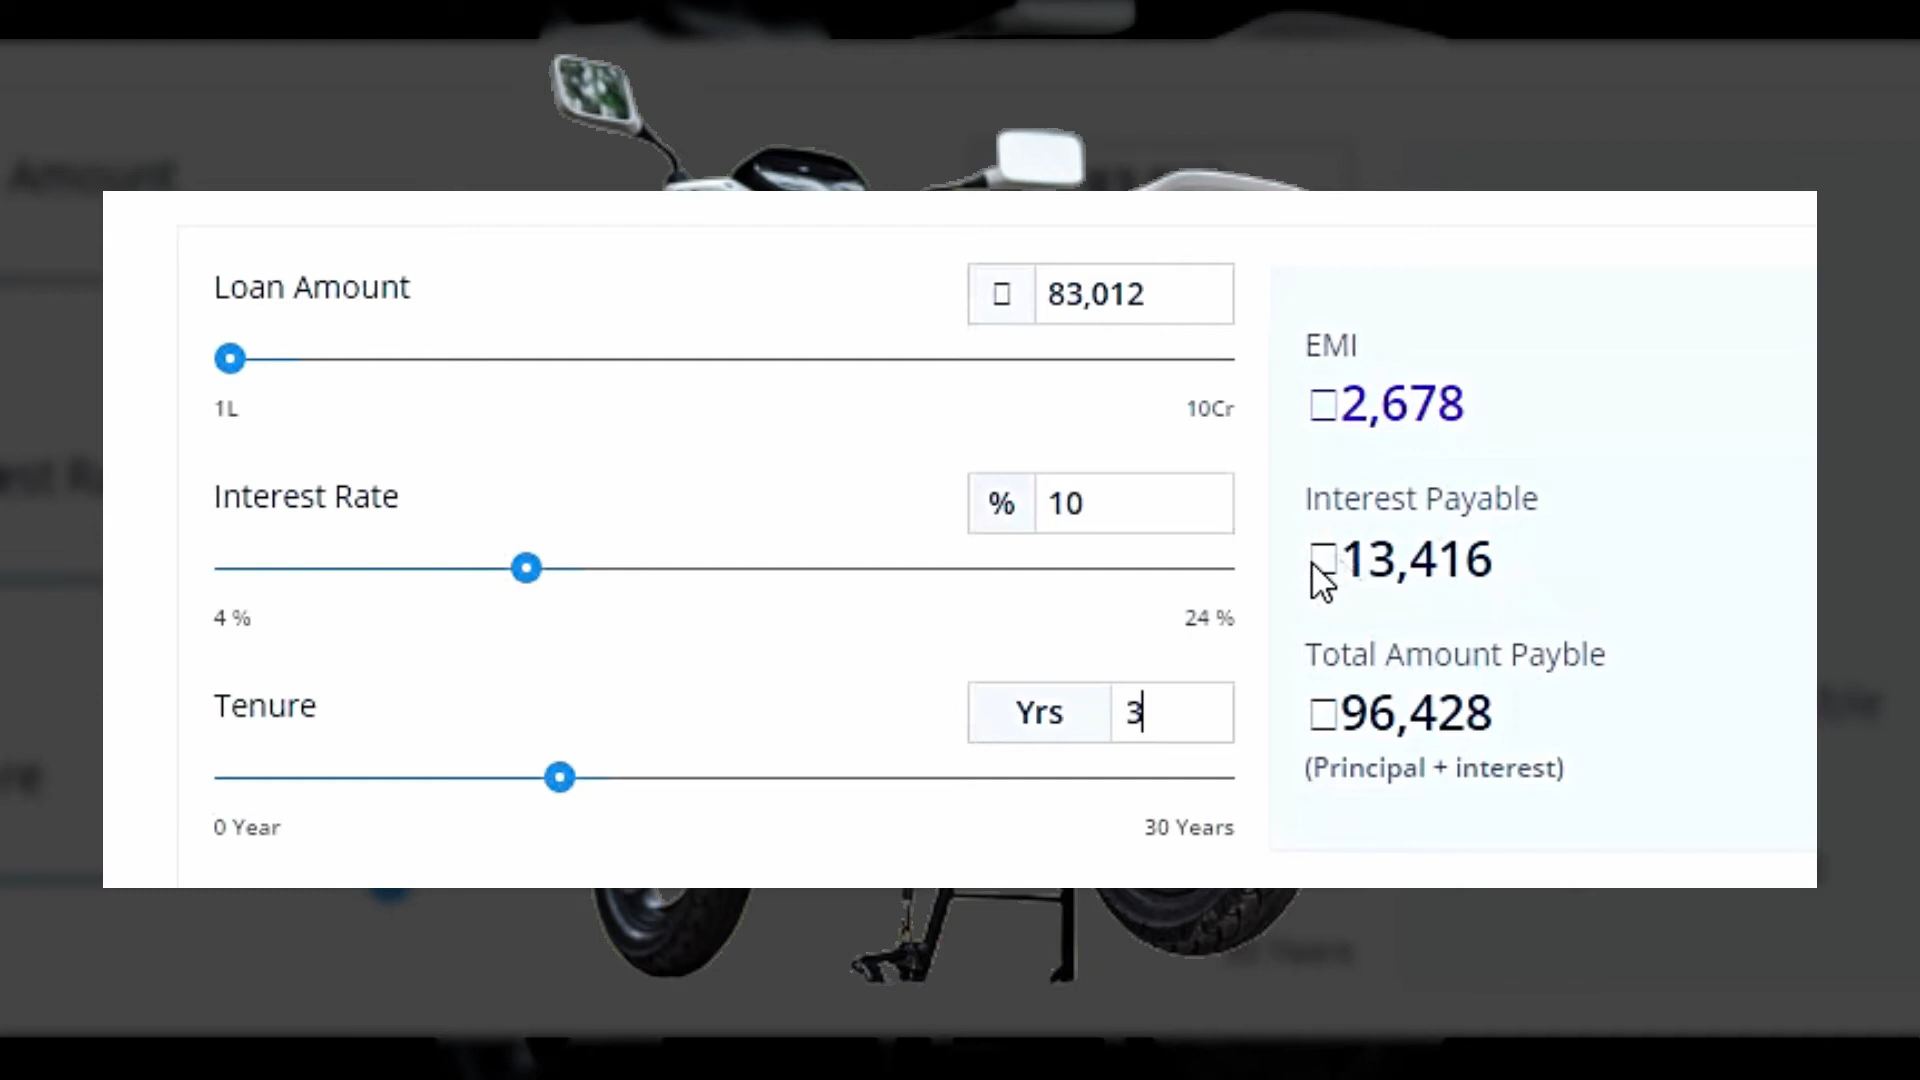 Amount
Loan Amount
83,012
1L
10Cr
Interest Rate
% 10
4 %
24 %
Tenure
Yrs 3
0 Year
30 Years
EMI
2,678
Interest Payable
13,416
Total Amount Payble
96,428
(Principal + interest)